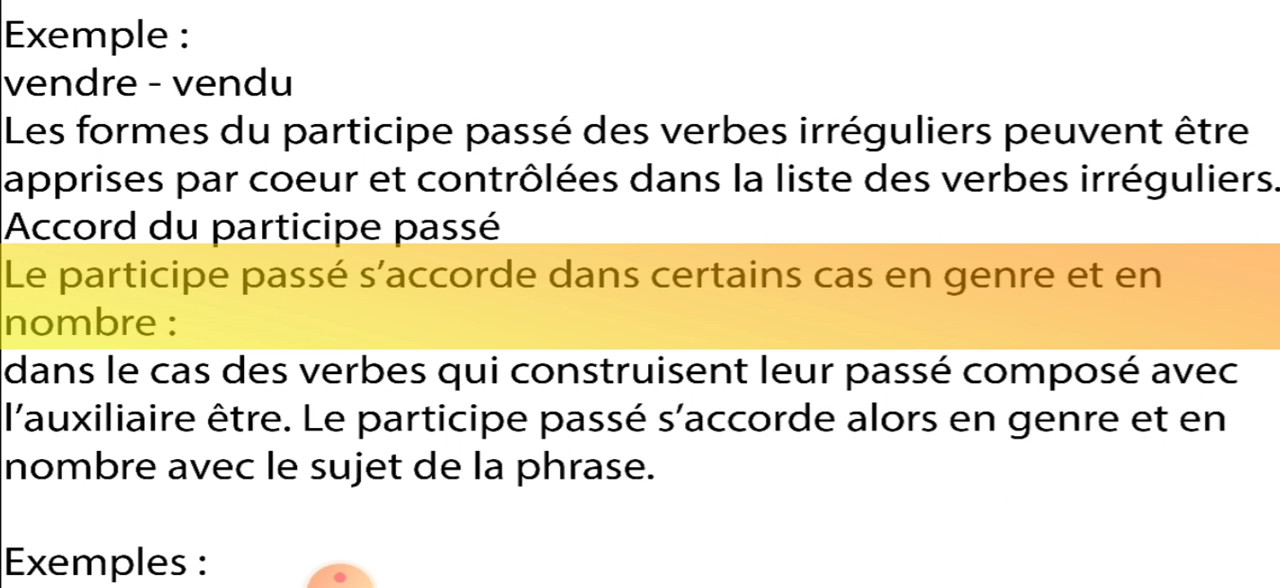 Exemple :
vendre - vendu
Les formes du participe passé des verbes irréguliers peuvent être
apprises par coeur et contrôlées dans la liste des verbes irréguliers.
Accord du participe passé
Le participe passé s’accorde dans certains cas en genre et en
nombre :
dans le cas des verbes qui construisent leur passé composé avec
l’auxiliaire être. Le participe passé s’accorde alors en genre et en
nombre avec le sujet de la phrase.
Exemples :